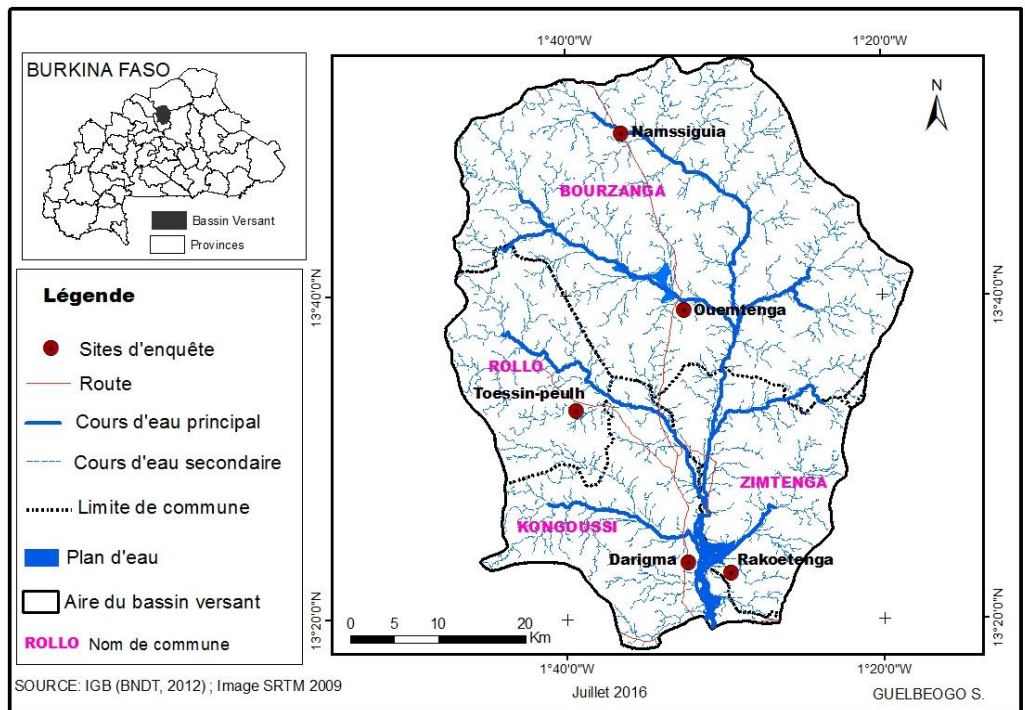 BURKINA FASO
Bassin Versant
Provinces
Légende
Sites d'enquête
Route
Cours d'eau principal
Cours d'eau secondaire
Limite de commune
Plan d'eau
Aire du bassin versant
ROLLO Nom de commune
SOURCE: IGB (BNDT, 2012) ; Image SRTM 2009
1°40'0"W 1°20'0"W
N
Namssiguia
BOURZANGA
13°40'0"N 13°40'0"N
Ouemtenga
ROLLO
Toessin-peulh
ZIMTENGA
KONGOUSSI
Darigma Rakoetenga
13°20'0"N 13°20'0"N
0 5 10 20
Km
1°40'0"W 1°20'0"W
Juillet 2016
GUELBEOGO S.